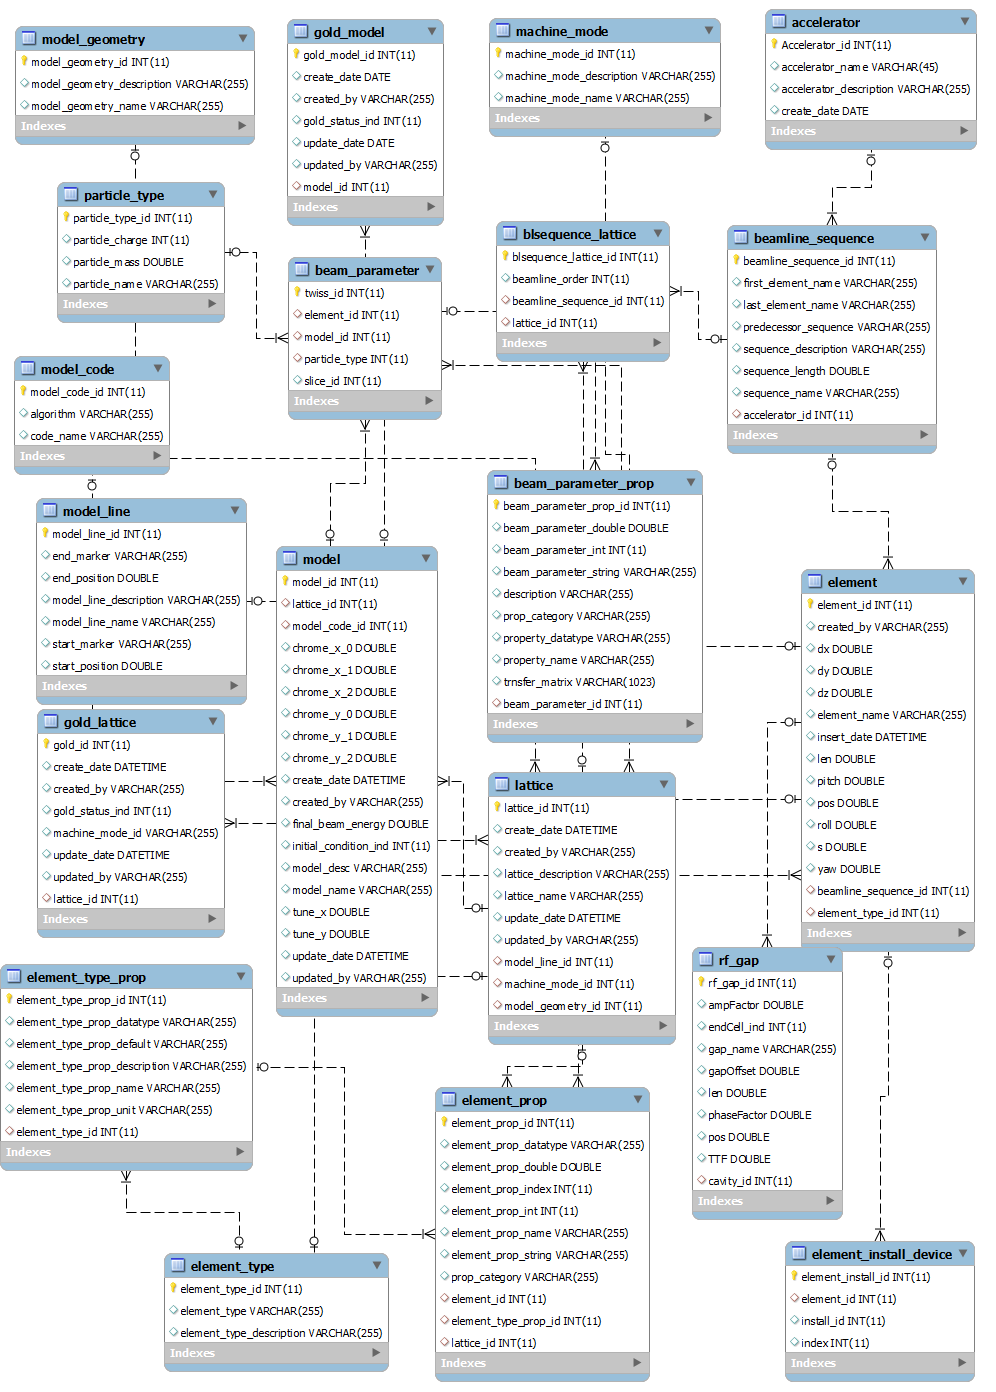 model_geometry
model_geometry_id INT(11)
model_geometry_description VARCHAR(255)
model_geometry_name VARCHAR(255)
Indexes
gold_model
gold_model_id INT(11)
create_date DATE
created_by VARCHAR(255)
gold_status_ind INT(11)
update_date DATE
updated_by VARCHAR(255)
model_id INT(11)
Indexes
machine_mode
machine_mode_id INT(11)
machine_mode_description VARCHAR(255)
machine_mode_name VARCHAR(255)
Indexes
accelerator
Accelerator_id INT(11)
accelerator_name VARCHAR(45)
accelerator_description VARCHAR(255)
create_date DATE
Indexes
particle_type
particle_type_id INT(11)
particle_charge INT(11)
particle_mass DOUBLE
particle_name VARCHAR(255)
Indexes
beam_parameter
twiss_id INT(11)
element_id INT(11)
model_id INT(11)
particle_type INT(11)
slice_id INT(11)
Indexes
blsequence_lattice
blsequence_lattice_id INT(11)
beamline_order INT(11)
beamline_sequence_id INT(11)
lattice_id INT(11)
Indexes
beamline_sequence
beamline_sequence_id INT(11)
first_element_name VARCHAR(255)
last_element_name VARCHAR(255)
predecessor_sequence VARCHAR(255)
sequence_description VARCHAR(255)
sequence_length DOUBLE
sequence_name VARCHAR(255)
accelerator_id INT(11)
Indexes
model_code
model_code_id INT(11)
algorithm VARCHAR(255)
code_name VARCHAR(255)
Indexes
model_line
model_line_id INT(11)
end_marker VARCHAR(255)
end_position DOUBLE
model_line_description VARCHAR(255)
model_line_name VARCHAR(255)
start_marker VARCHAR(255)
start_position DOUBLE
Indexes
model
model_id INT(11)
lattice_id INT(11)
model_code_id INT(11)
chrome_x_0 DOUBLE
chrome_x_1 DOUBLE
chrome_x_2 DOUBLE
chrome_y_0 DOUBLE
chrome_y_1 DOUBLE
chrome_y_2 DOUBLE
create_date DATETIME
created_by VARCHAR(255)
final_beam_energy DOUBLE
initial_condition_ind INT(11)
model_desc VARCHAR(255)
model_name VARCHAR(255)
tune_x DOUBLE
tune_y DOUBLE
update_date DATETIME
updated_by VARCHAR(255)
Indexes
beam_parameter_prop
beam_parameter_prop_id INT(11)
beam_parameter_double DOUBLE
beam_parameter_int INT(11)
beam_parameter_string VARCHAR(255)
description VARCHAR(255)
prop_category VARCHAR(255)
property_datatype VARCHAR(255)
property_name VARCHAR(255)
trnsfer_matrix VARCHAR(1023)
beam_parameter_id INT(11)
Indexes
element
element_id INT(11)
created_by VARCHAR(255)
dx DOUBLE
dy DOUBLE
dz DOUBLE
element_name VARCHAR(255)
insert_date DATETIME
len DOUBLE
pitch DOUBLE
pos DOUBLE
roll DOUBLE
s DOUBLE
yaw DOUBLE
beamline_sequence_id INT(11)
element_type_id INT(11)
Indexes
gold_lattice
gold_id INT(11)
create_date DATETIME
created_by VARCHAR(255)
gold_status_ind INT(11)
machine_mode_id VARCHAR(255)
update_date DATETIME
updated_by VARCHAR(255)
lattice_id INT(11)
Indexes
lattice
lattice_id INT(11)
create_date DATETIME
created_by VARCHAR(255)
lattice_description VARCHAR(255)
lattice_name VARCHAR(255)
update_date DATETIME
updated_by VARCHAR(255)
model_line_id INT(11)
machine_mode_id INT(11)
model_geometry_id INT(11)
Indexes
rf_gap
rf_gap_id INT(11)
ampFactor DOUBLE
endCell_ind INT(11)
gap_name VARCHAR(255)
gapOffset DOUBLE
len DOUBLE
phaseFactor DOUBLE
pos DOUBLE
TTF DOUBLE
cavity_id INT(11)
Indexes
element_type_prop
element_type_prop_id INT(11)
element_type_prop_datatype VARCHAR(255)
element_type_prop_default VARCHAR(255)
element_type_prop_description VARCHAR(255)
element_type_prop_name VARCHAR(255)
element_type_prop_unit VARCHAR(255)
element_type_id INT(11)
Indexes
element_prop
element_prop_id INT(11)
element_prop_datatype VARCHAR(255)
element_prop_double DOUBLE
element_prop_index INT(11)
element_prop_int INT(11)
element_prop_name VARCHAR(255)
element_prop_string VARCHAR(255)
prop_category VARCHAR(255)
element_id INT(11)
element_type_prop_id INT(11)
lattice_id INT(11)
Indexes
element_type
element_type_id INT(11)
element_type VARCHAR(255)
element_type_description VARCHAR(255)
Indexes
element_install_device
element_install_id INT(11)
element_id INT(11)
install_id INT(11)
index INT(11)
Indexes